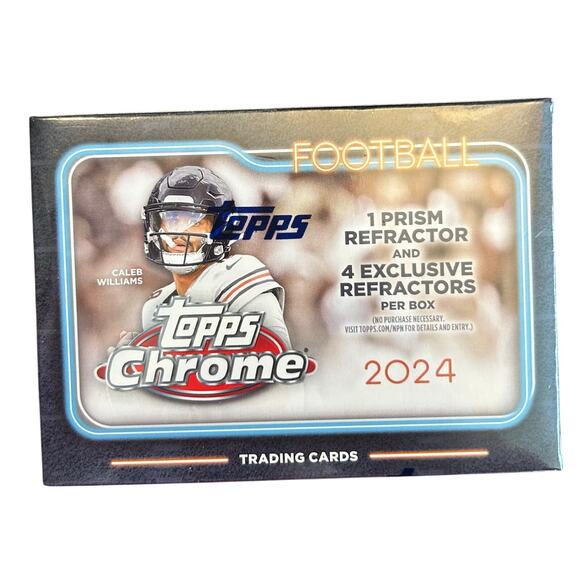 FOOTBALL
Topps
1 PRISM
REFRACTOR
AND
4 EXCLUSIVE
REFRACTORS
PER BOX
(NO PURCHASE NECESSARY.
VISIT TOPPS.COM/NPN FOR DETAILS AND ENTRY.)
CALEB
WILLIAMS
Topps
Chrome
2024
TRADING CARDS